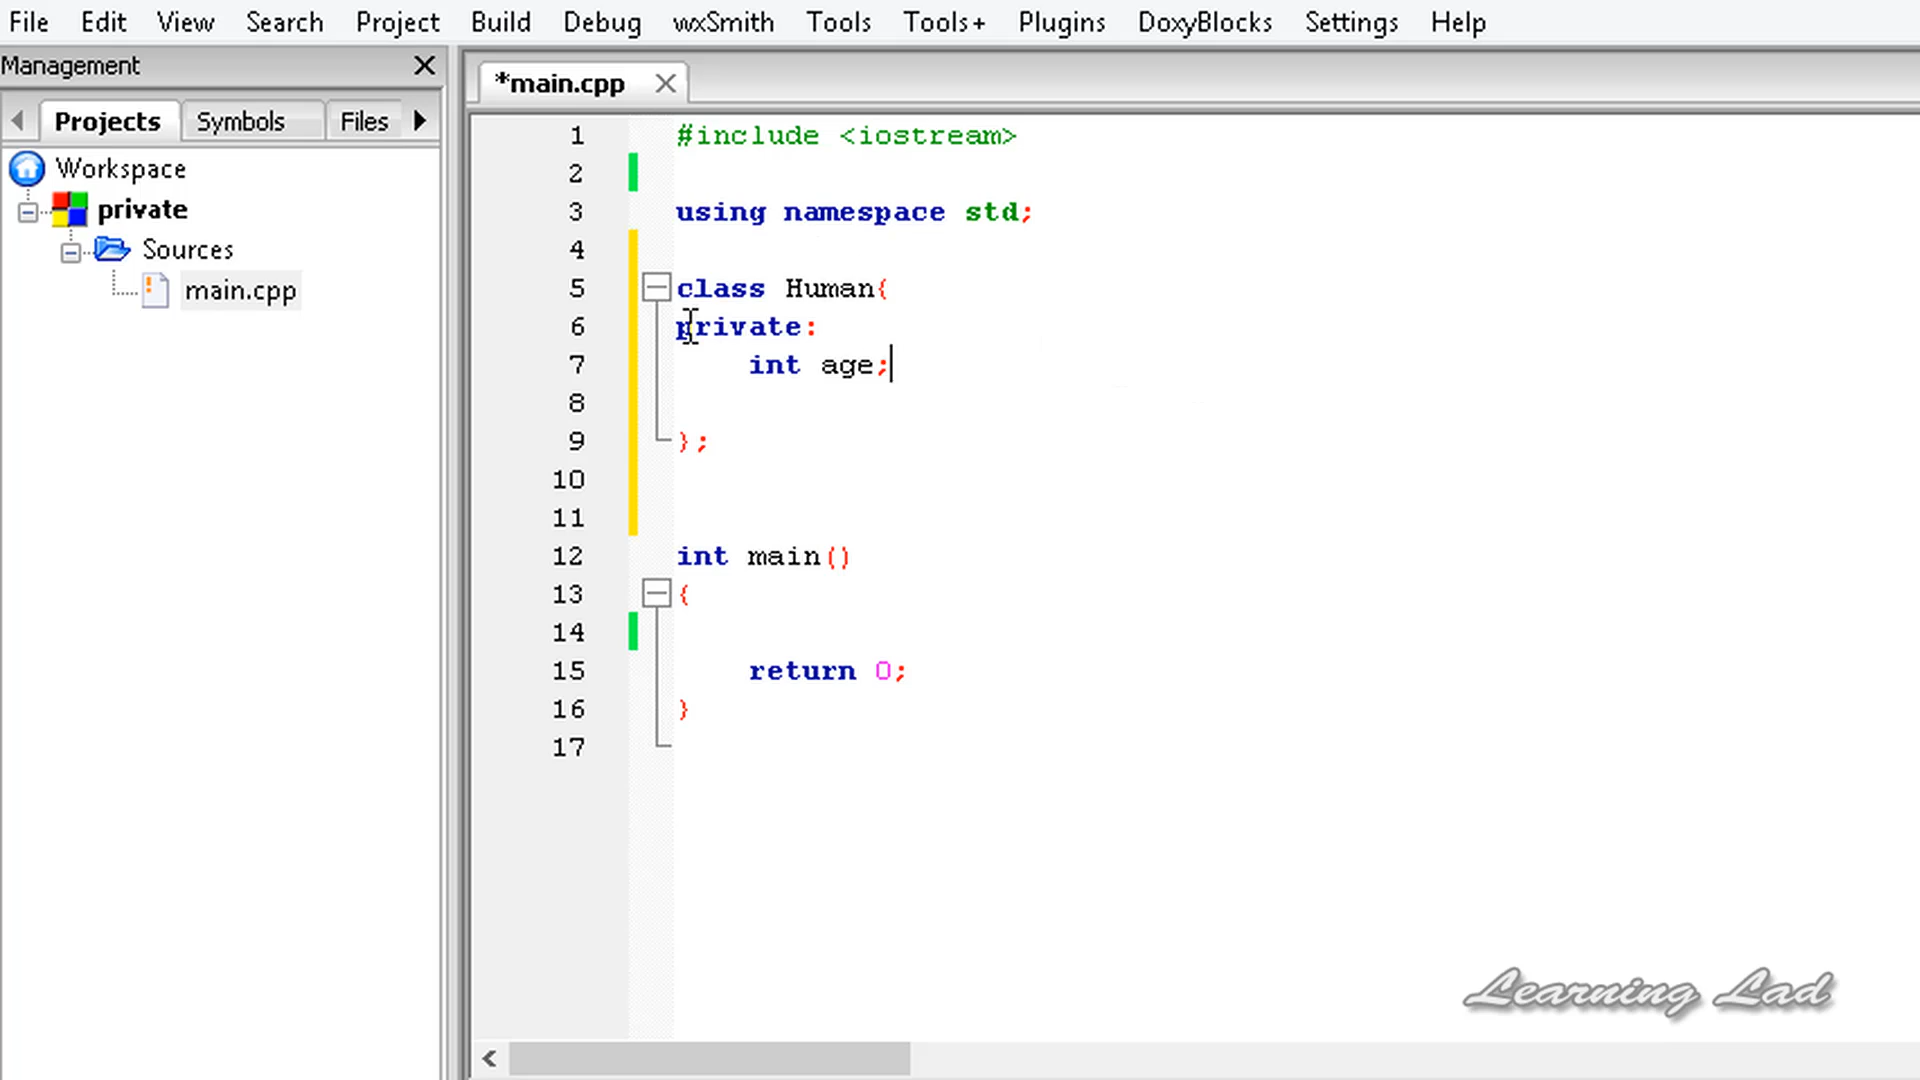 File Edit View Search Project Build Debug wxSmith Tools Tools+ Plugins DoxyBlocks Settings Help
Management
*main.cpp
Projects Symbols Files
Workspace
private
Sources
main.cpp
1 #include <iostream>
2
3 using namespace std;
4
5 class Human{
6 private:
7 int age;
8
9 };
10
11
12 int main()
13 {
14
15 return 0;
16 }
17
Learning Lad